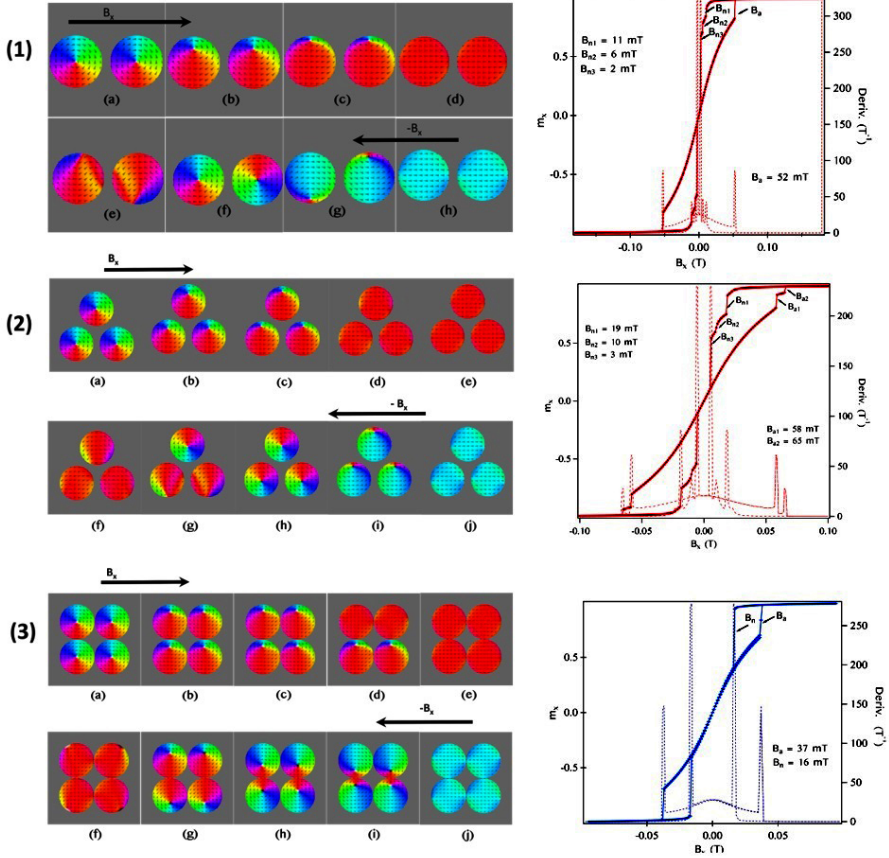 (1)
Bx
(a) (b) (c) (d)
-Bx
(e) (f) (g) (h)
Bn1
Bn2
Bn3
Ba
Bn1 = 11 mT
Bn2 = 6 mT
Bn3 = 2 mT
Ba = 52 mT
0.5
0.0
-0.5
mx
300
250
200
150
100
50
0
Deriv. (T-1)
-0.10 0.00 0.10
Bx (T)
(2)
Bx
(a) (b) (c) (d) (e)
- Bx
(f) (g) (h) (i) (j)
Bn1
Bn2
Bn3
Ba2
Ba1
Bn1 = 19 mT
Bn2 = 10 mT
Bn3 = 3 mT
Ba1 = 58 mT
Ba2 = 65 mT
0.5
0.0
-0.5
mx
200
150
100
50
0
Deriv. (T-1)
-0.10 -0.05 0.00 0.05 0.10
Bx (T)
(3)
Bx
(a) (b) (c) (d) (e)
-Bx
(f) (g) (h) (i) (j)
Bn
Ba
Ba = 37 mT
Bn = 16 mT
0.5
0.0
-0.5
mx
250
200
150
100
50
0
Deriv. (T-1)
-0.05 0.00 0.05
Bx (T)